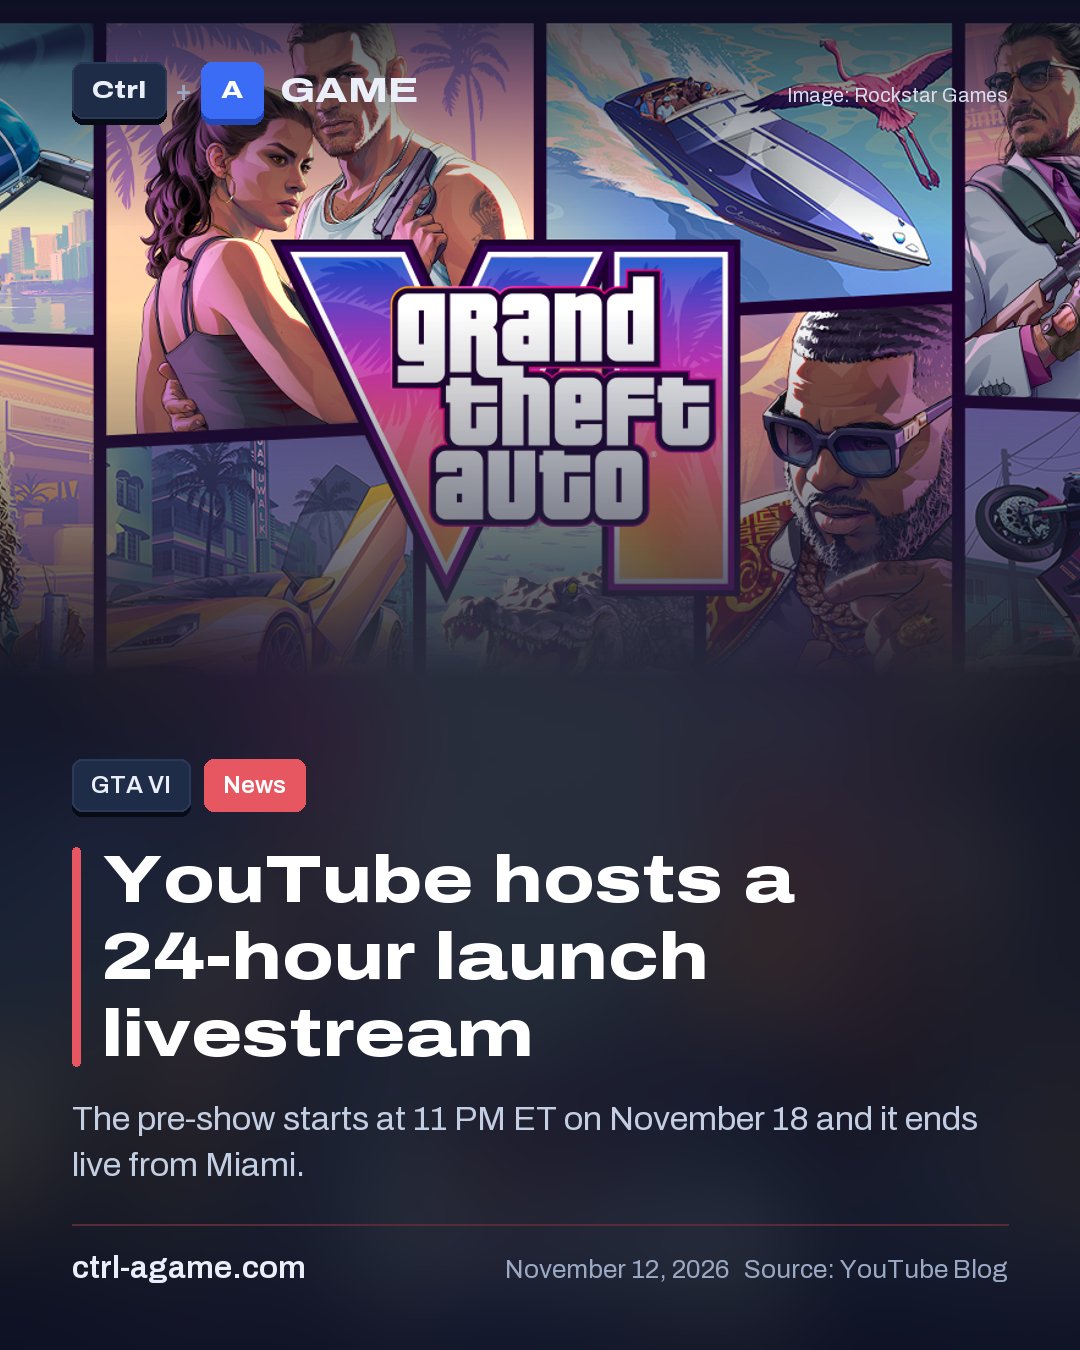 Ctrl + A GAME
Image: Rockstar Games
grand
theft
auto
VI
GTA VI
News
YouTube hosts a
24-hour launch
livestream
The pre-show starts at 11 PM ET on November 18 and it ends
live from Miami.
ctrl-agame.com
November 12, 2026 Source: YouTube Blog